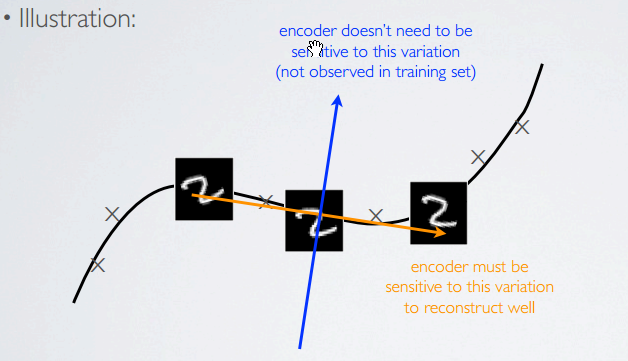 • Illustration:
encoder doesn't need to be
sensitive to this variation
(not observed in training set)
encoder must be
sensitive to this variation
to reconstruct well